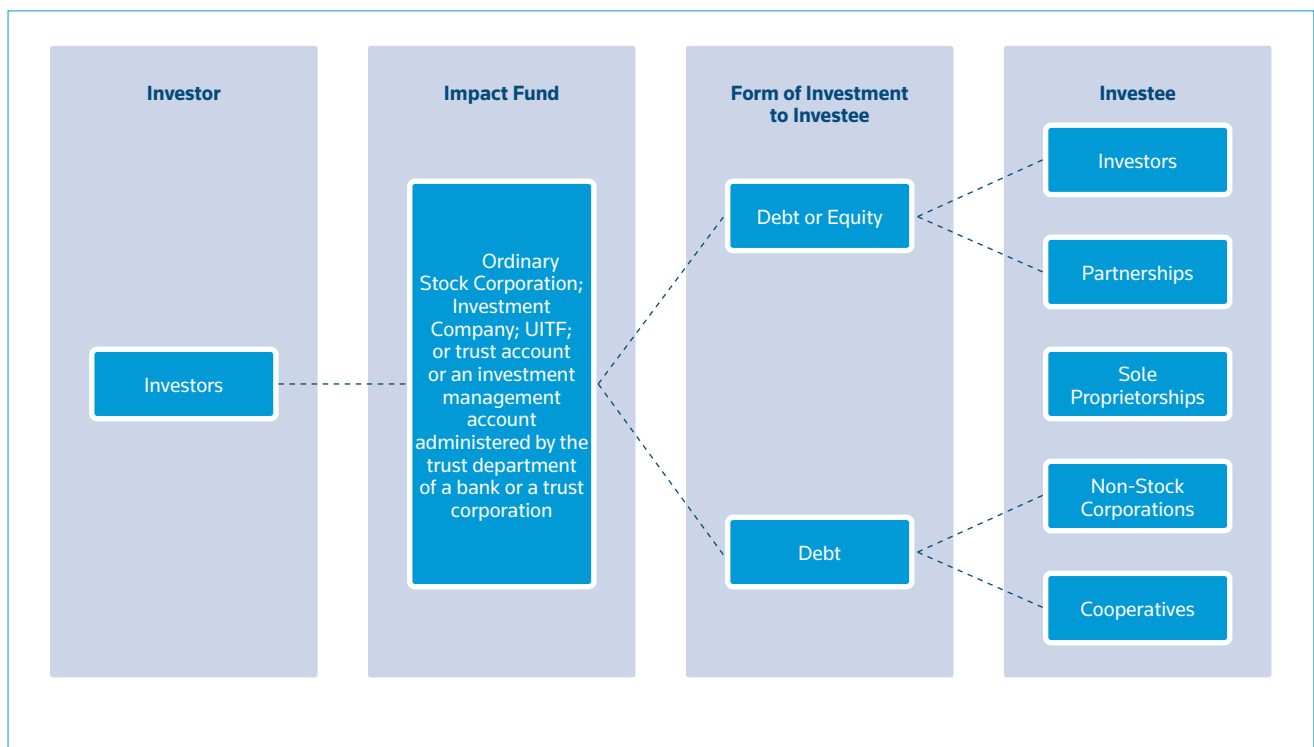 Investor
Investors
Impact Fund
Ordinary
Stock Corporation;
Investment
Company; UITF;
or trust account
or an investment
management
account
administered by the
trust department
of a bank or a trust
corporation
Form of Investment
to Investee
Debt or Equity
Debt
Investee
Investors
Partnerships
Sole
Proprietorships
Non-Stock
Corporations
Cooperatives